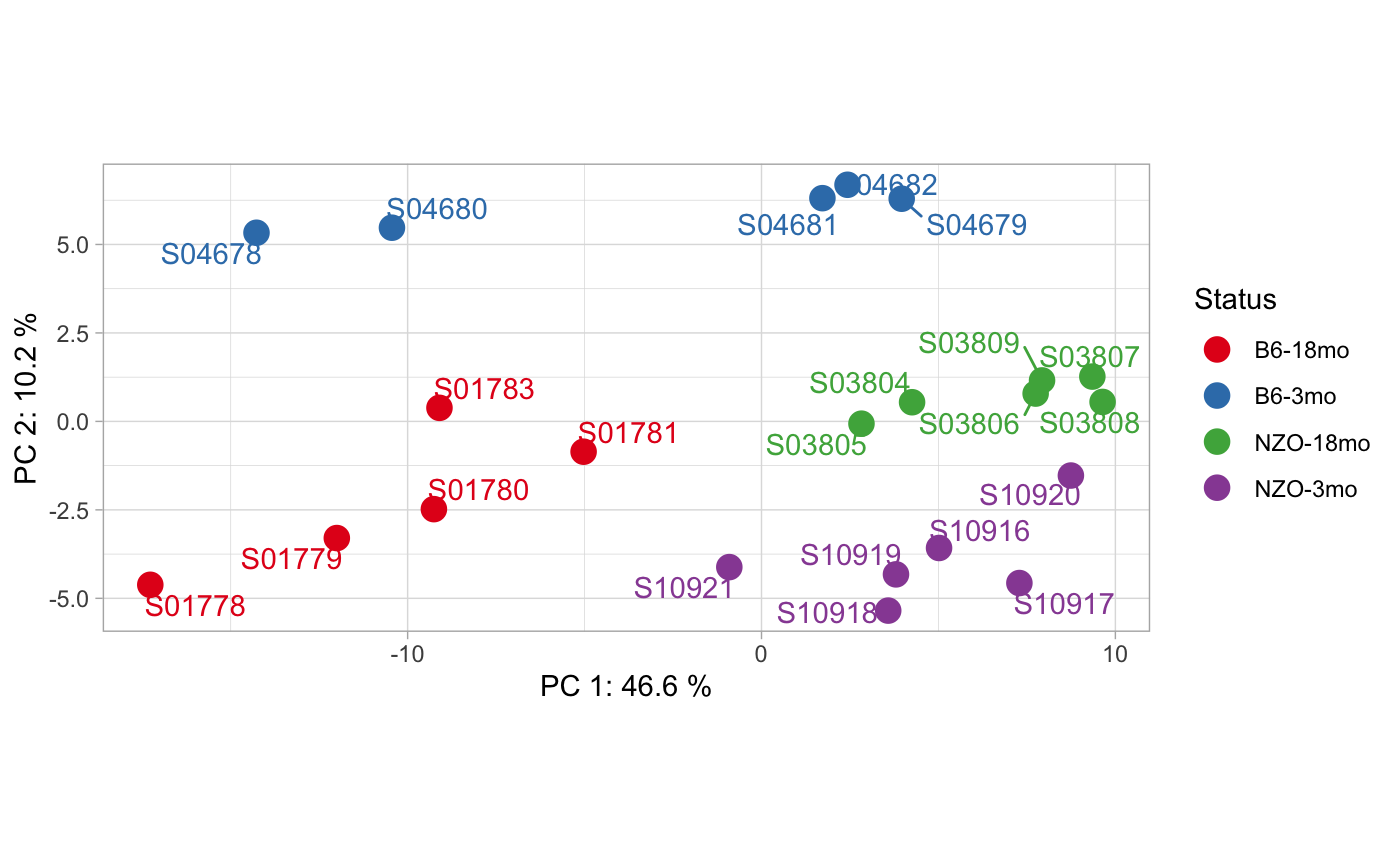 S04682
S04680
S04681
S04679
S04678
5.0
2.5
0.0
-2.5
-5.0
PC 2: 10.2 %
S03809
S03807
S03804
S01783
S03806
S03808
S01781
S03805
S01780
S10920
S10916
S10919
S01779
S10921
S01778
S10917
S10918
-10
0
10
PC 1: 46.6 %
Status
B6-18mo
B6-3mo
NZO-18mo
NZO-3mo